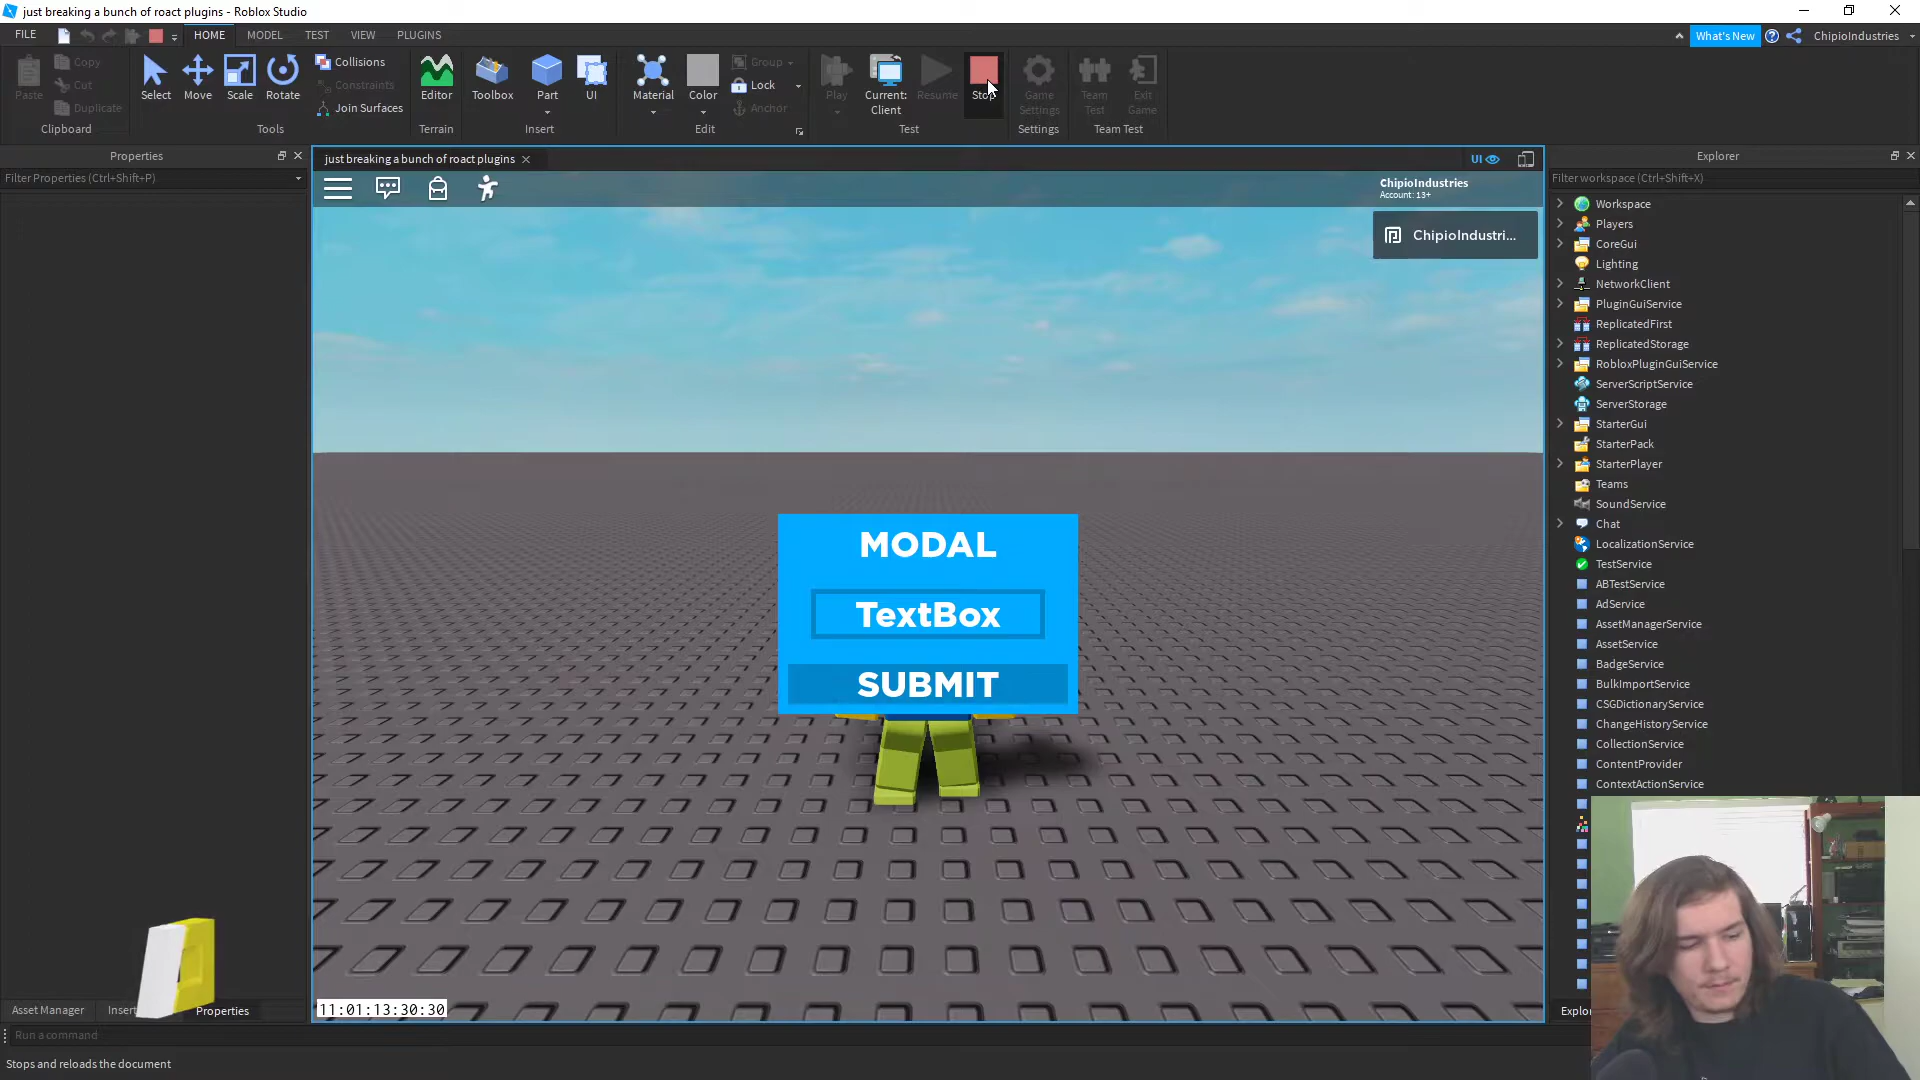 just breaking a bunch of roact plugins - Roblox Studio
FILE
HOME
MODEL
TEST
VIEW
PLUGINS
What's New
ChipioIndustries
Paste
Copy
Cut
Duplicate
Clipboard
Select
Move
Scale
Rotate
Collisions
Constraints
Join Surfaces
Tools
Editor
Terrain
Toolbox
Part
UI
Insert
Material
Color
Group
Lock
Anchor
Edit
Play
Current:
Client
Resume
Stop
Test
Game
Settings
Settings
Team
Test
Exit
Game
Team Test
Properties
Filter Properties (Ctrl+Shift+P)
just breaking a bunch of roact plugins
UI
ChipioIndustries
Account: 13+
ChipioIndustri...
MODAL
TextBox
SUBMIT
11:01:13:30:30
Explorer
Filter workspace (Ctrl+Shift+X)
Workspace
Players
CoreGui
Lighting
NetworkClient
PluginGuiService
ReplicatedFirst
ReplicatedStorage
RobloxPluginGuiService
ServerScriptService
ServerStorage
StarterGui
StarterPack
StarterPlayer
Teams
SoundService
Chat
LocalizationService
TestService
ABTestService
AdService
AssetManagerService
AssetService
BadgeService
BulkImportService
CSGDictionaryService
ChangeHistoryService
CollectionService
ContentProvider
ContextActionService
Asset Manager
Insert
Properties
Explo
Run a command
Stops and reloads the document